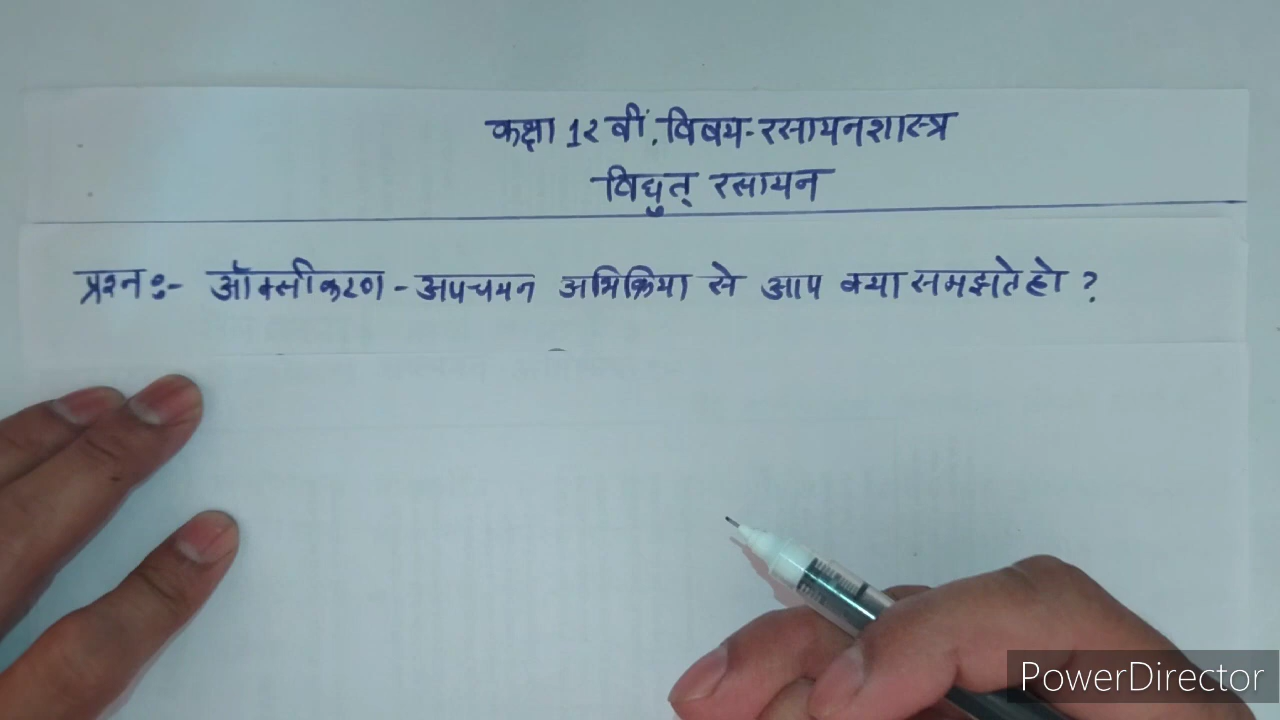 कक्षा 12 वीं, विषय-रसायनशास्त्र
विद्युत् रसायन
प्रश्न :- ऑक्सीकरण - अपचयन अभिक्रिया से आप क्या समझते हो ?
PowerDirector